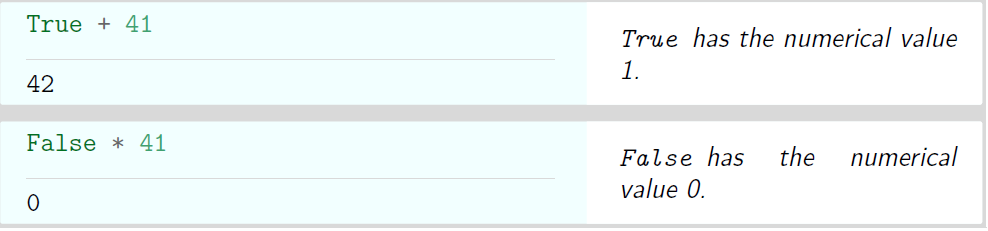 True + 41
42
True has the numerical value
1.
False * 41
0
False has the numerical
value 0.